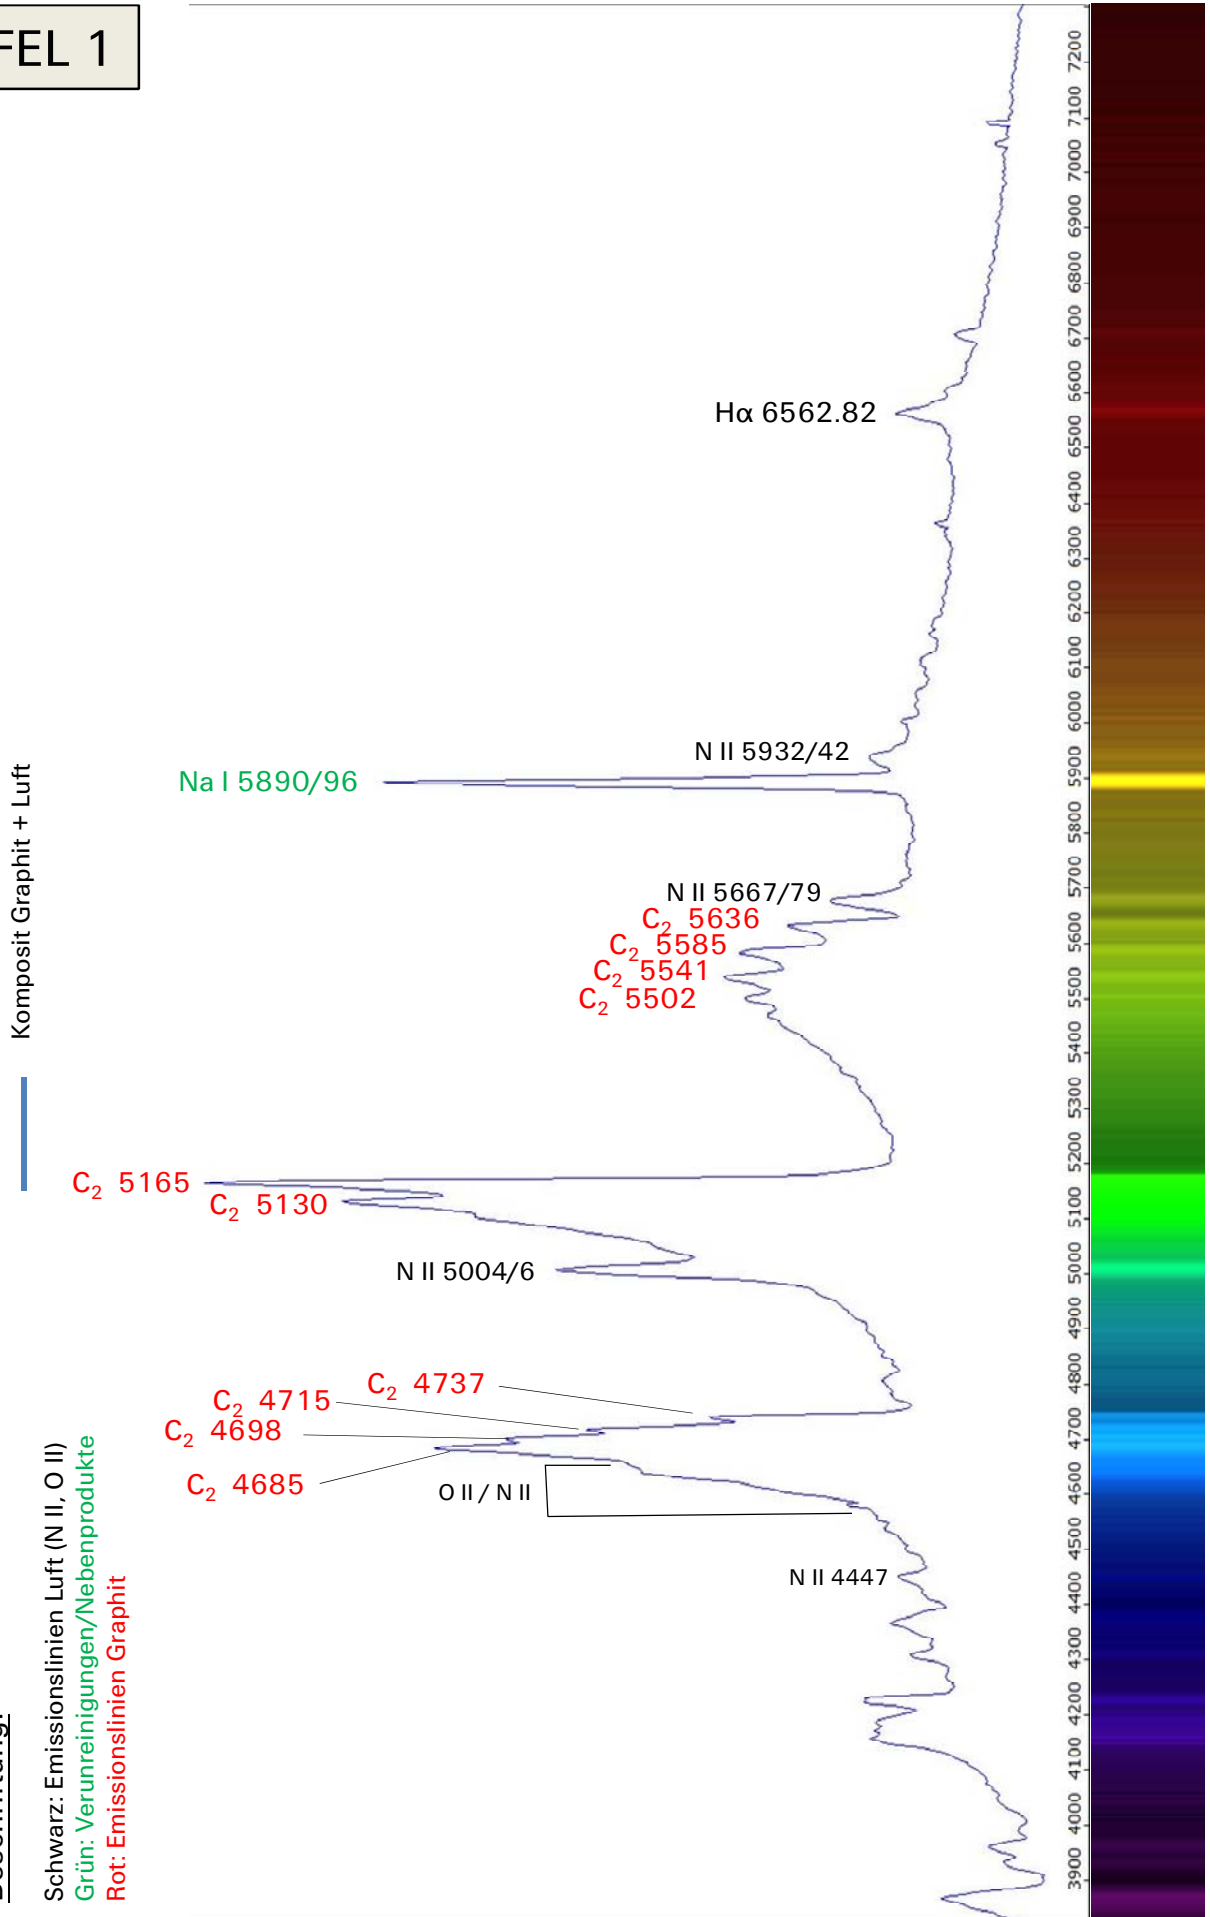 FEL 1
Komposit Graphit + Luft
Schwarz: Emissionslinien Luft (N II, O II)
Grün: Verunreinigungen/Nebenprodukte
Rot: Emissionslinien Graphit
Hα 6562.82
N II 5932/42
Na I 5890/96
N II 5667/79
C₂ 5636
C₂ 5585
C₂ 5541
C₂ 5502
C₂ 5165
C₂ 5130
N II 5004/6
C₂ 4737
C₂ 4715
C₂ 4698
C₂ 4685
O II / N II
N II 4447
7200
7100
7000
6900
6800
6700
6600
6500
6400
6300
6200
6100
6000
5900
5800
5700
5600
5500
5400
5300
5200
5100
5000
4900
4800
4700
4600
4500
4400
4300
4200
4100
4000
3900